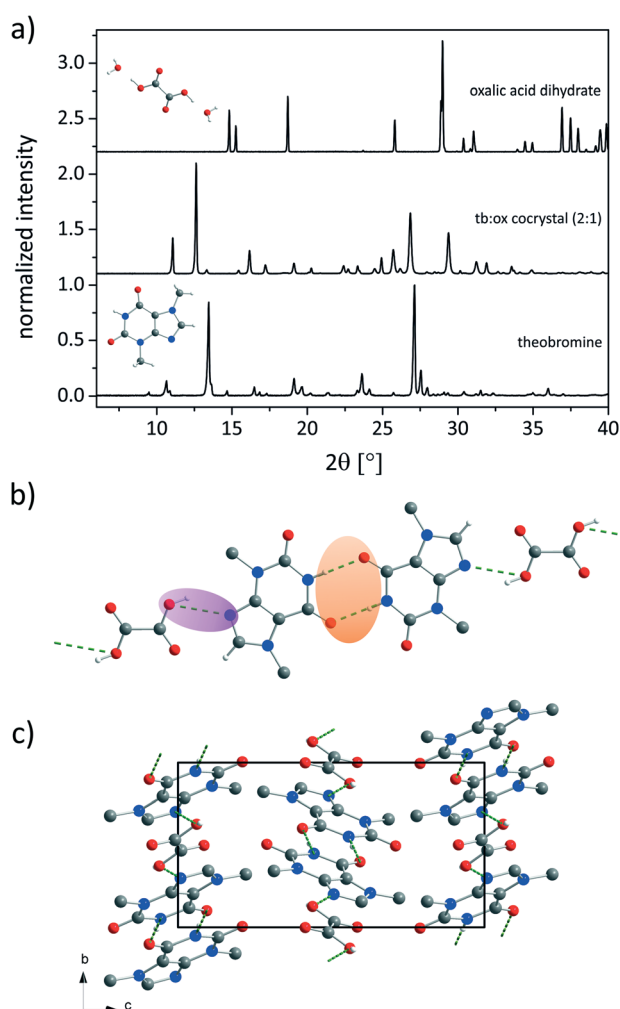 a)
3.0
oxalic acid dihydrate
2.5
2.0
tb:ox cocrystal (2:1)
1.5
normalized intensity
1.0
theobromine
0.5
0.0
10 15 20 25 30 35 40
2θ [°]
b)
c)
b
c